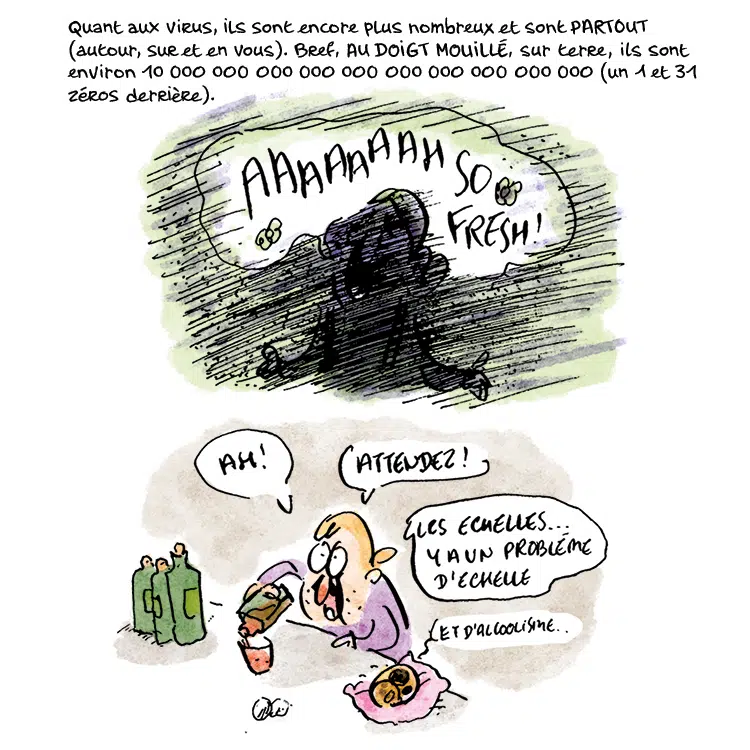 Quant aux virus, ils sont encore plus nombreux et sont PARTOUT
(autour, sur et en vous). Bref, AU DOIGT MOUILLÉ, sur terre, ils sont
environ 10 000 000 000 000 000 000 000 000 000 000 (un 1 et 31
zéros derrière).
AAAAAAAAH SO
FRESH!
AH!
ATTENDEZ!
LES ECHELLES...
Y A UN PROBLÉME
D'ECHELLE
ET D'ALCOOLISME..